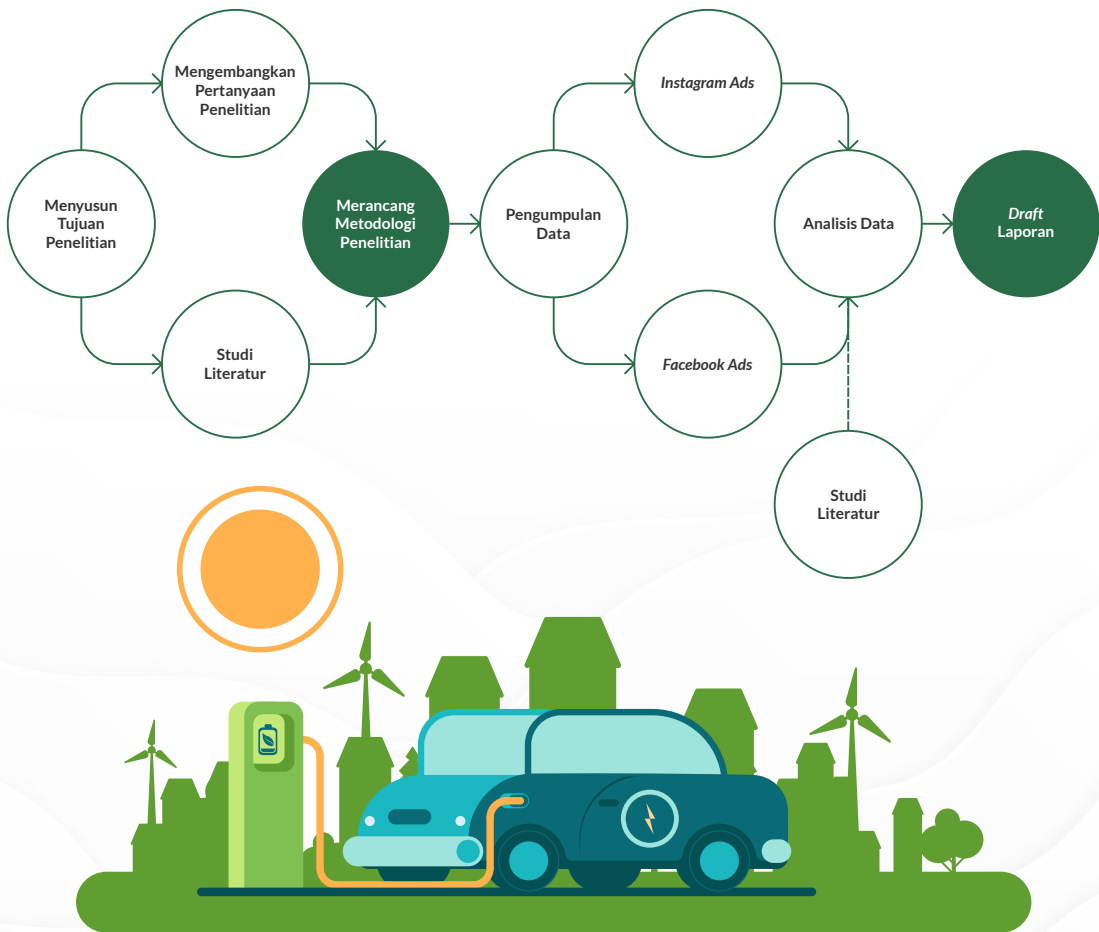 Mengembangkan
Pertanyaan
Penelitian
Instagram Ads
Menyusun
Tujuan
Penelitian
Merancang
Metodologi
Penelitian
Pengumpulan
Data
Analisis Data
Draft
Laporan
Studi
Literatur
Facebook Ads
Studi
Literatur